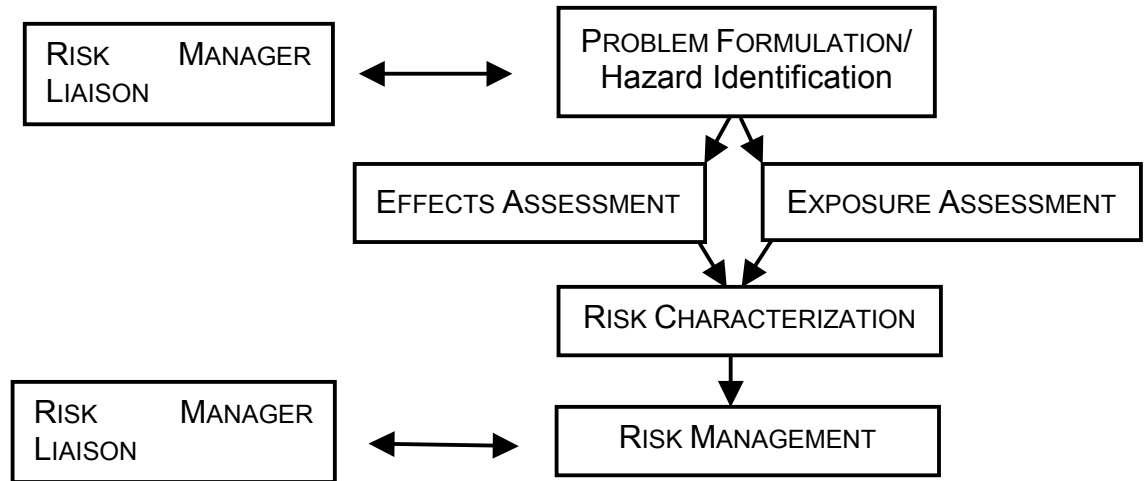 RISK MANAGER
LIAISON
PROBLEM FORMULATION/
Hazard Identification
EFFECTS ASSESSMENT
EXPOSURE ASSESSMENT
RISK CHARACTERIZATION
RISK MANAGER
LIAISON
RISK MANAGEMENT